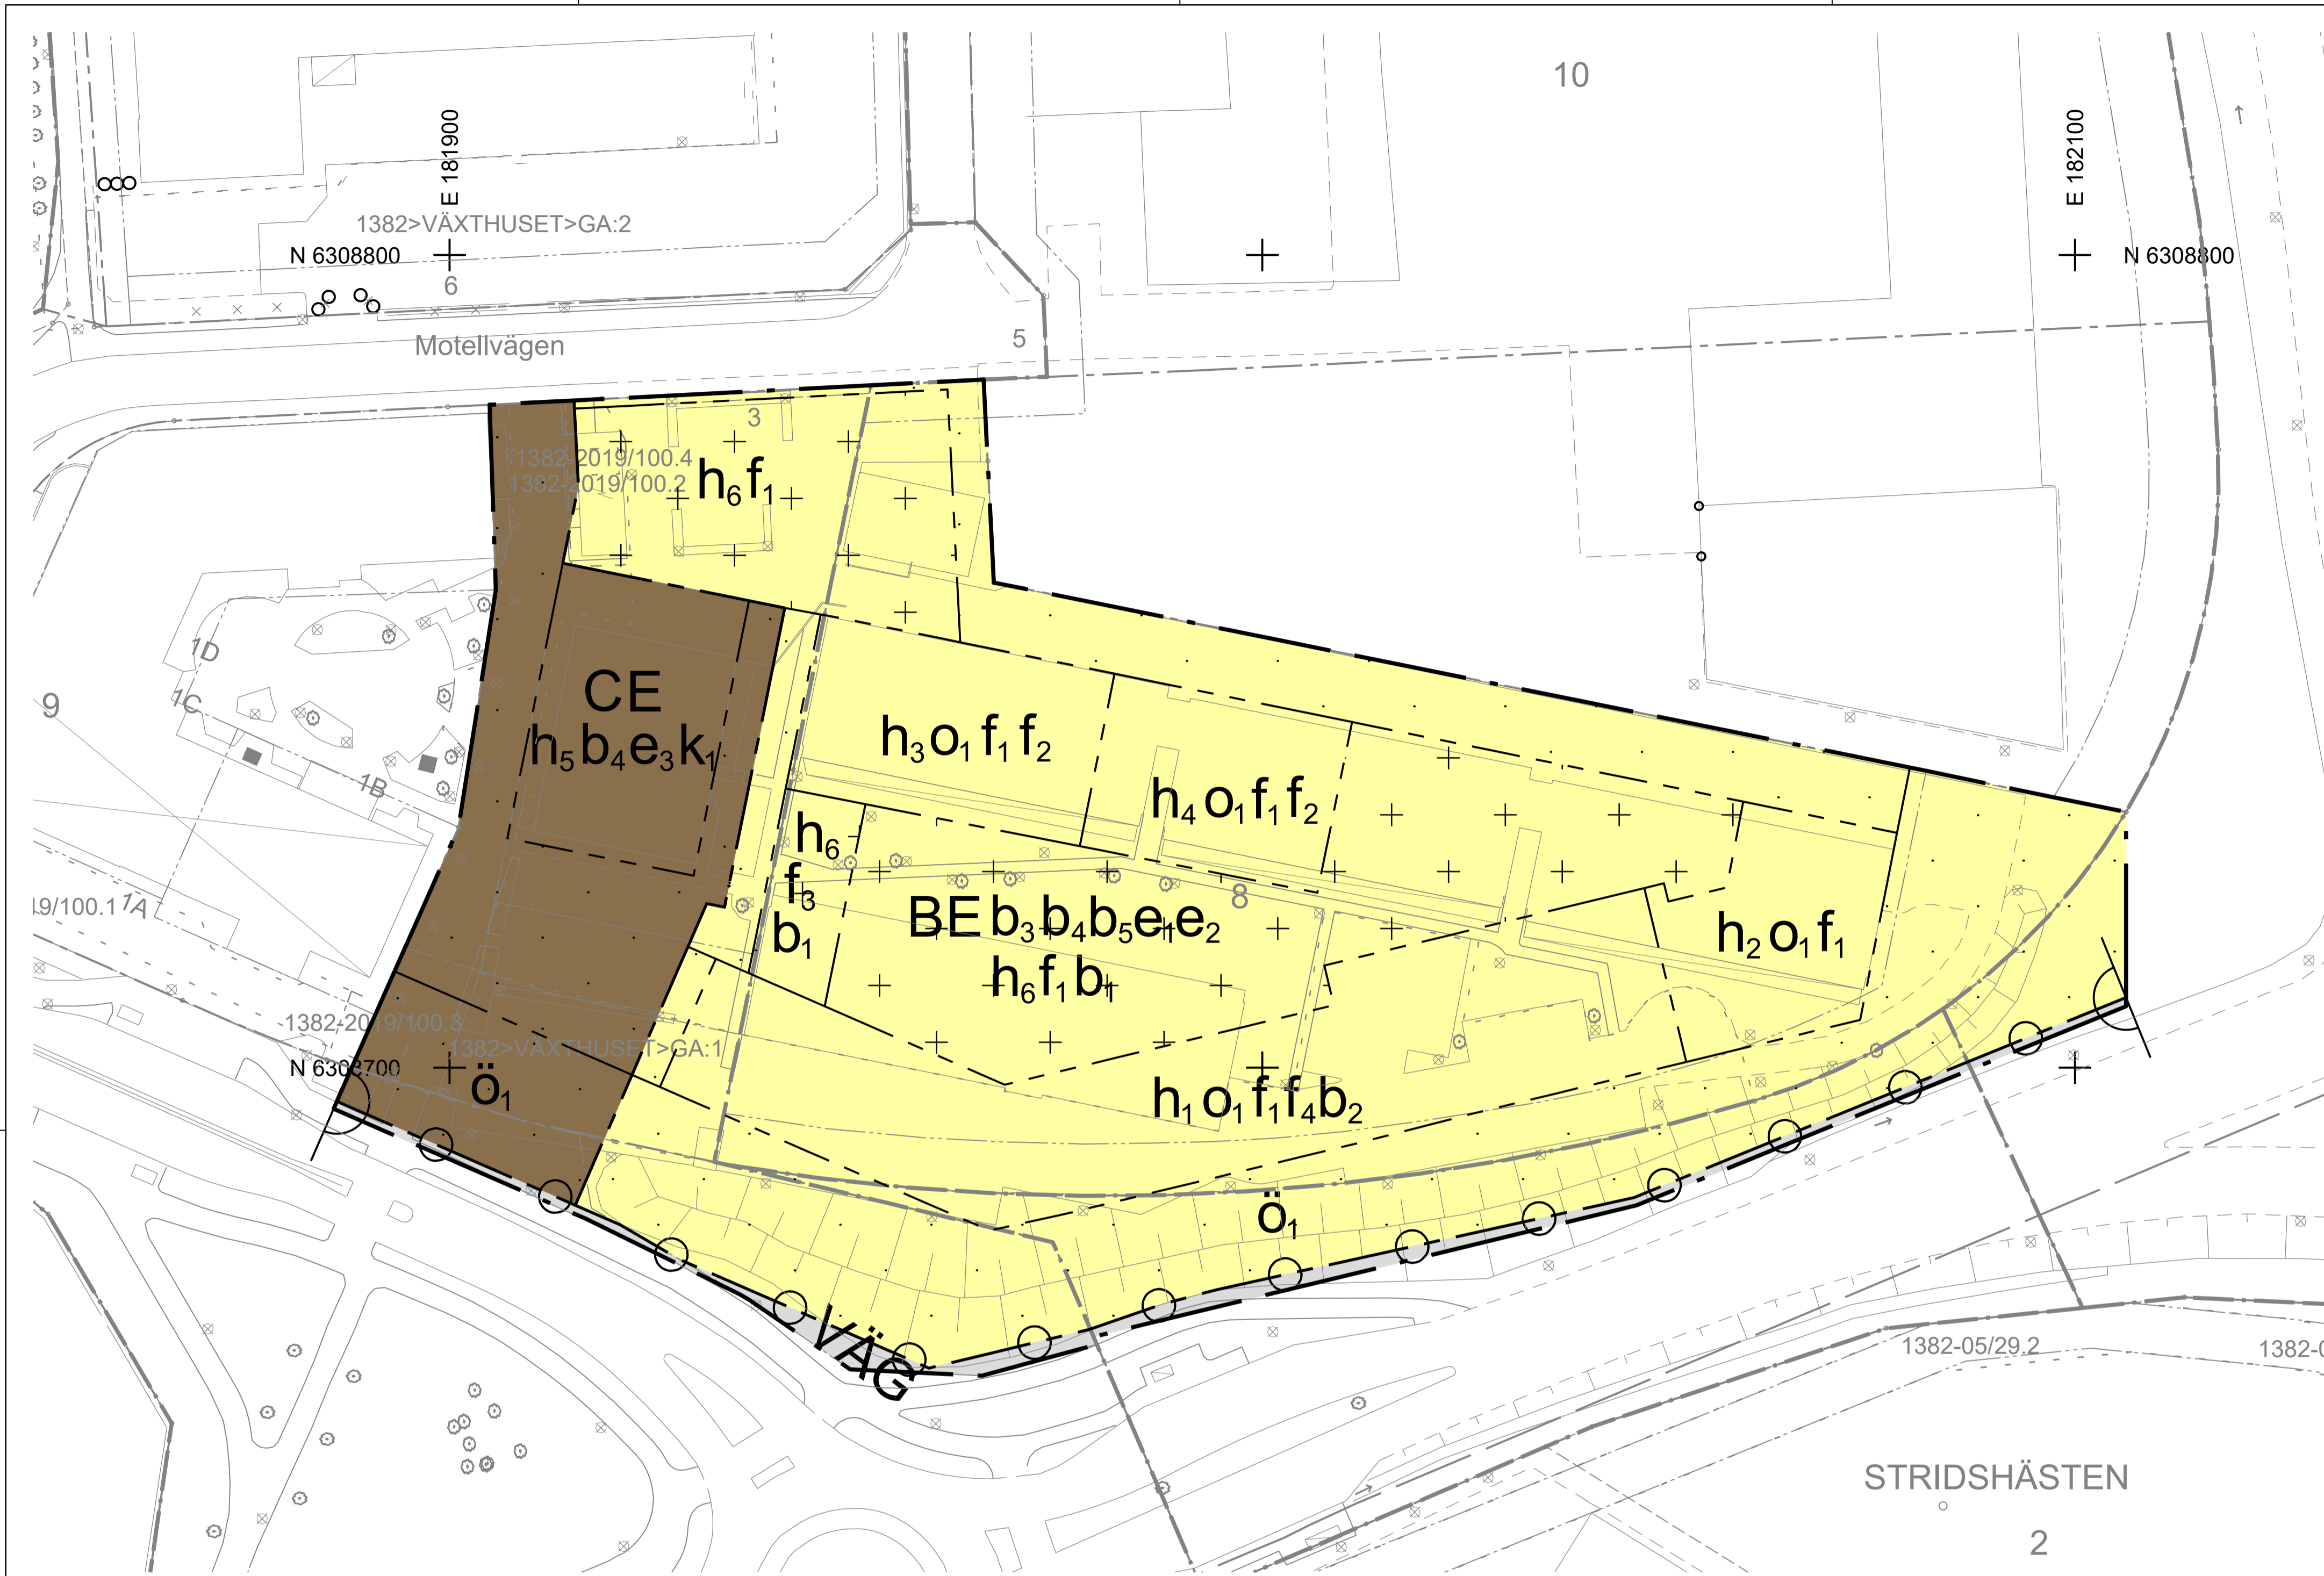 10
E 181900
E 182100
1382>VÄXTHUSET>GA:2
N 6308800
N 6308800
6
Motellvägen
5
3
1382-2019/100.4
1382-2019/100.2
h6 f1
1D
1C
9
1B
CE
h5 b4 e3 k1
h3 o1 f1 f2
h4 o1 f1 f2
h6
f3
b1
8
19/100.1
1A
BE b3 b4 b5 e1 e2
h6 f1 b1
h2 o1 f1
1382-2019/100.3
1382>VÄXTHUSET>GA:1
N 6308700
ö1
h1 o1 f1 f4 b2
ö1
VÄG
1382-05/29.2
1382-0
STRIDSHÄSTEN
2